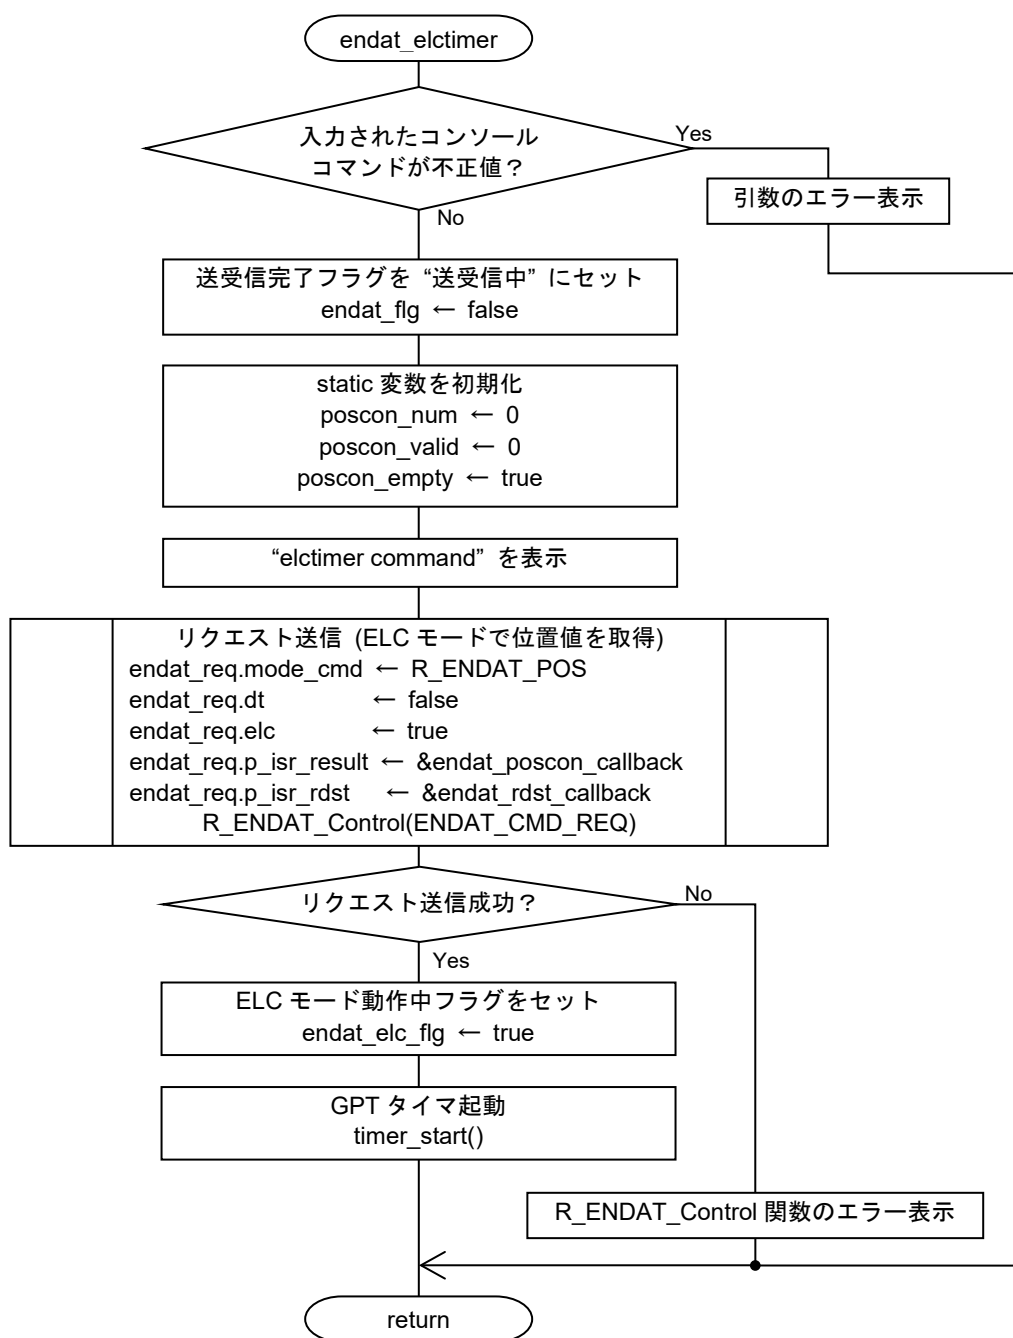 endat_elctimer
入力されたコンソール
コマンドが不正値？
Yes
引数のエラー表示
No
送受信完了フラグを “送受信中” にセット
endat_flg ← false
static 変数を初期化
poscon_num ← 0
poscon_valid ← 0
poscon_empty ← true
“elctimer command” を表示
リクエスト送信 (ELC モードで位置値を取得)
endat_req.mode_cmd ← R_ENDAT_POS
endat_req.dt ← false
endat_req.elc ← true
endat_req.p_isr_result ← &endat_poscon_callback
endat_req.p_isr_rdst ← &endat_rdst_callback
R_ENDAT_Control(ENDAT_CMD_REQ)
リクエスト送信成功？
No
Yes
ELC モード動作中フラグをセット
endat_elc_flg ← true
GPT タイマ起動
timer_start()
R_ENDAT_Control 関数のエラー表示
return